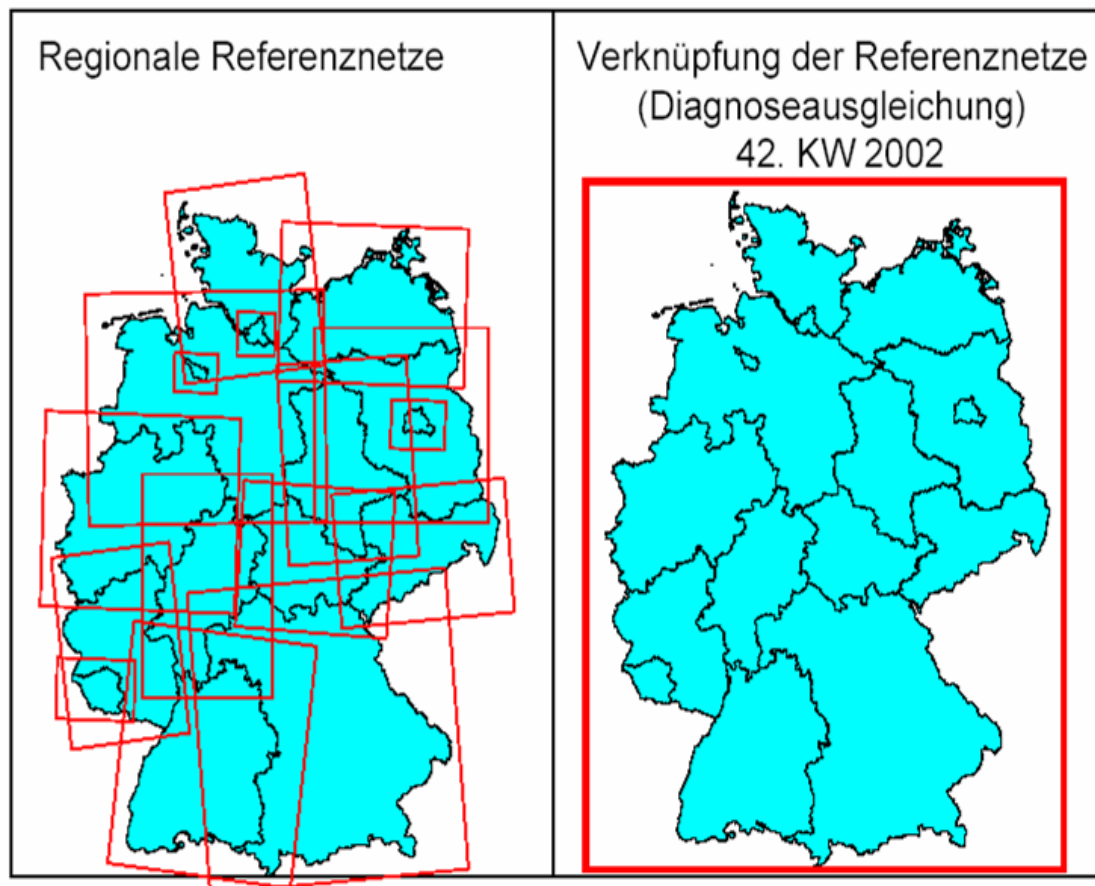 Regionale Referenznetze
Verknüpfung der Referenznetze
(Diagnoseausgleichung)
42. KW 2002